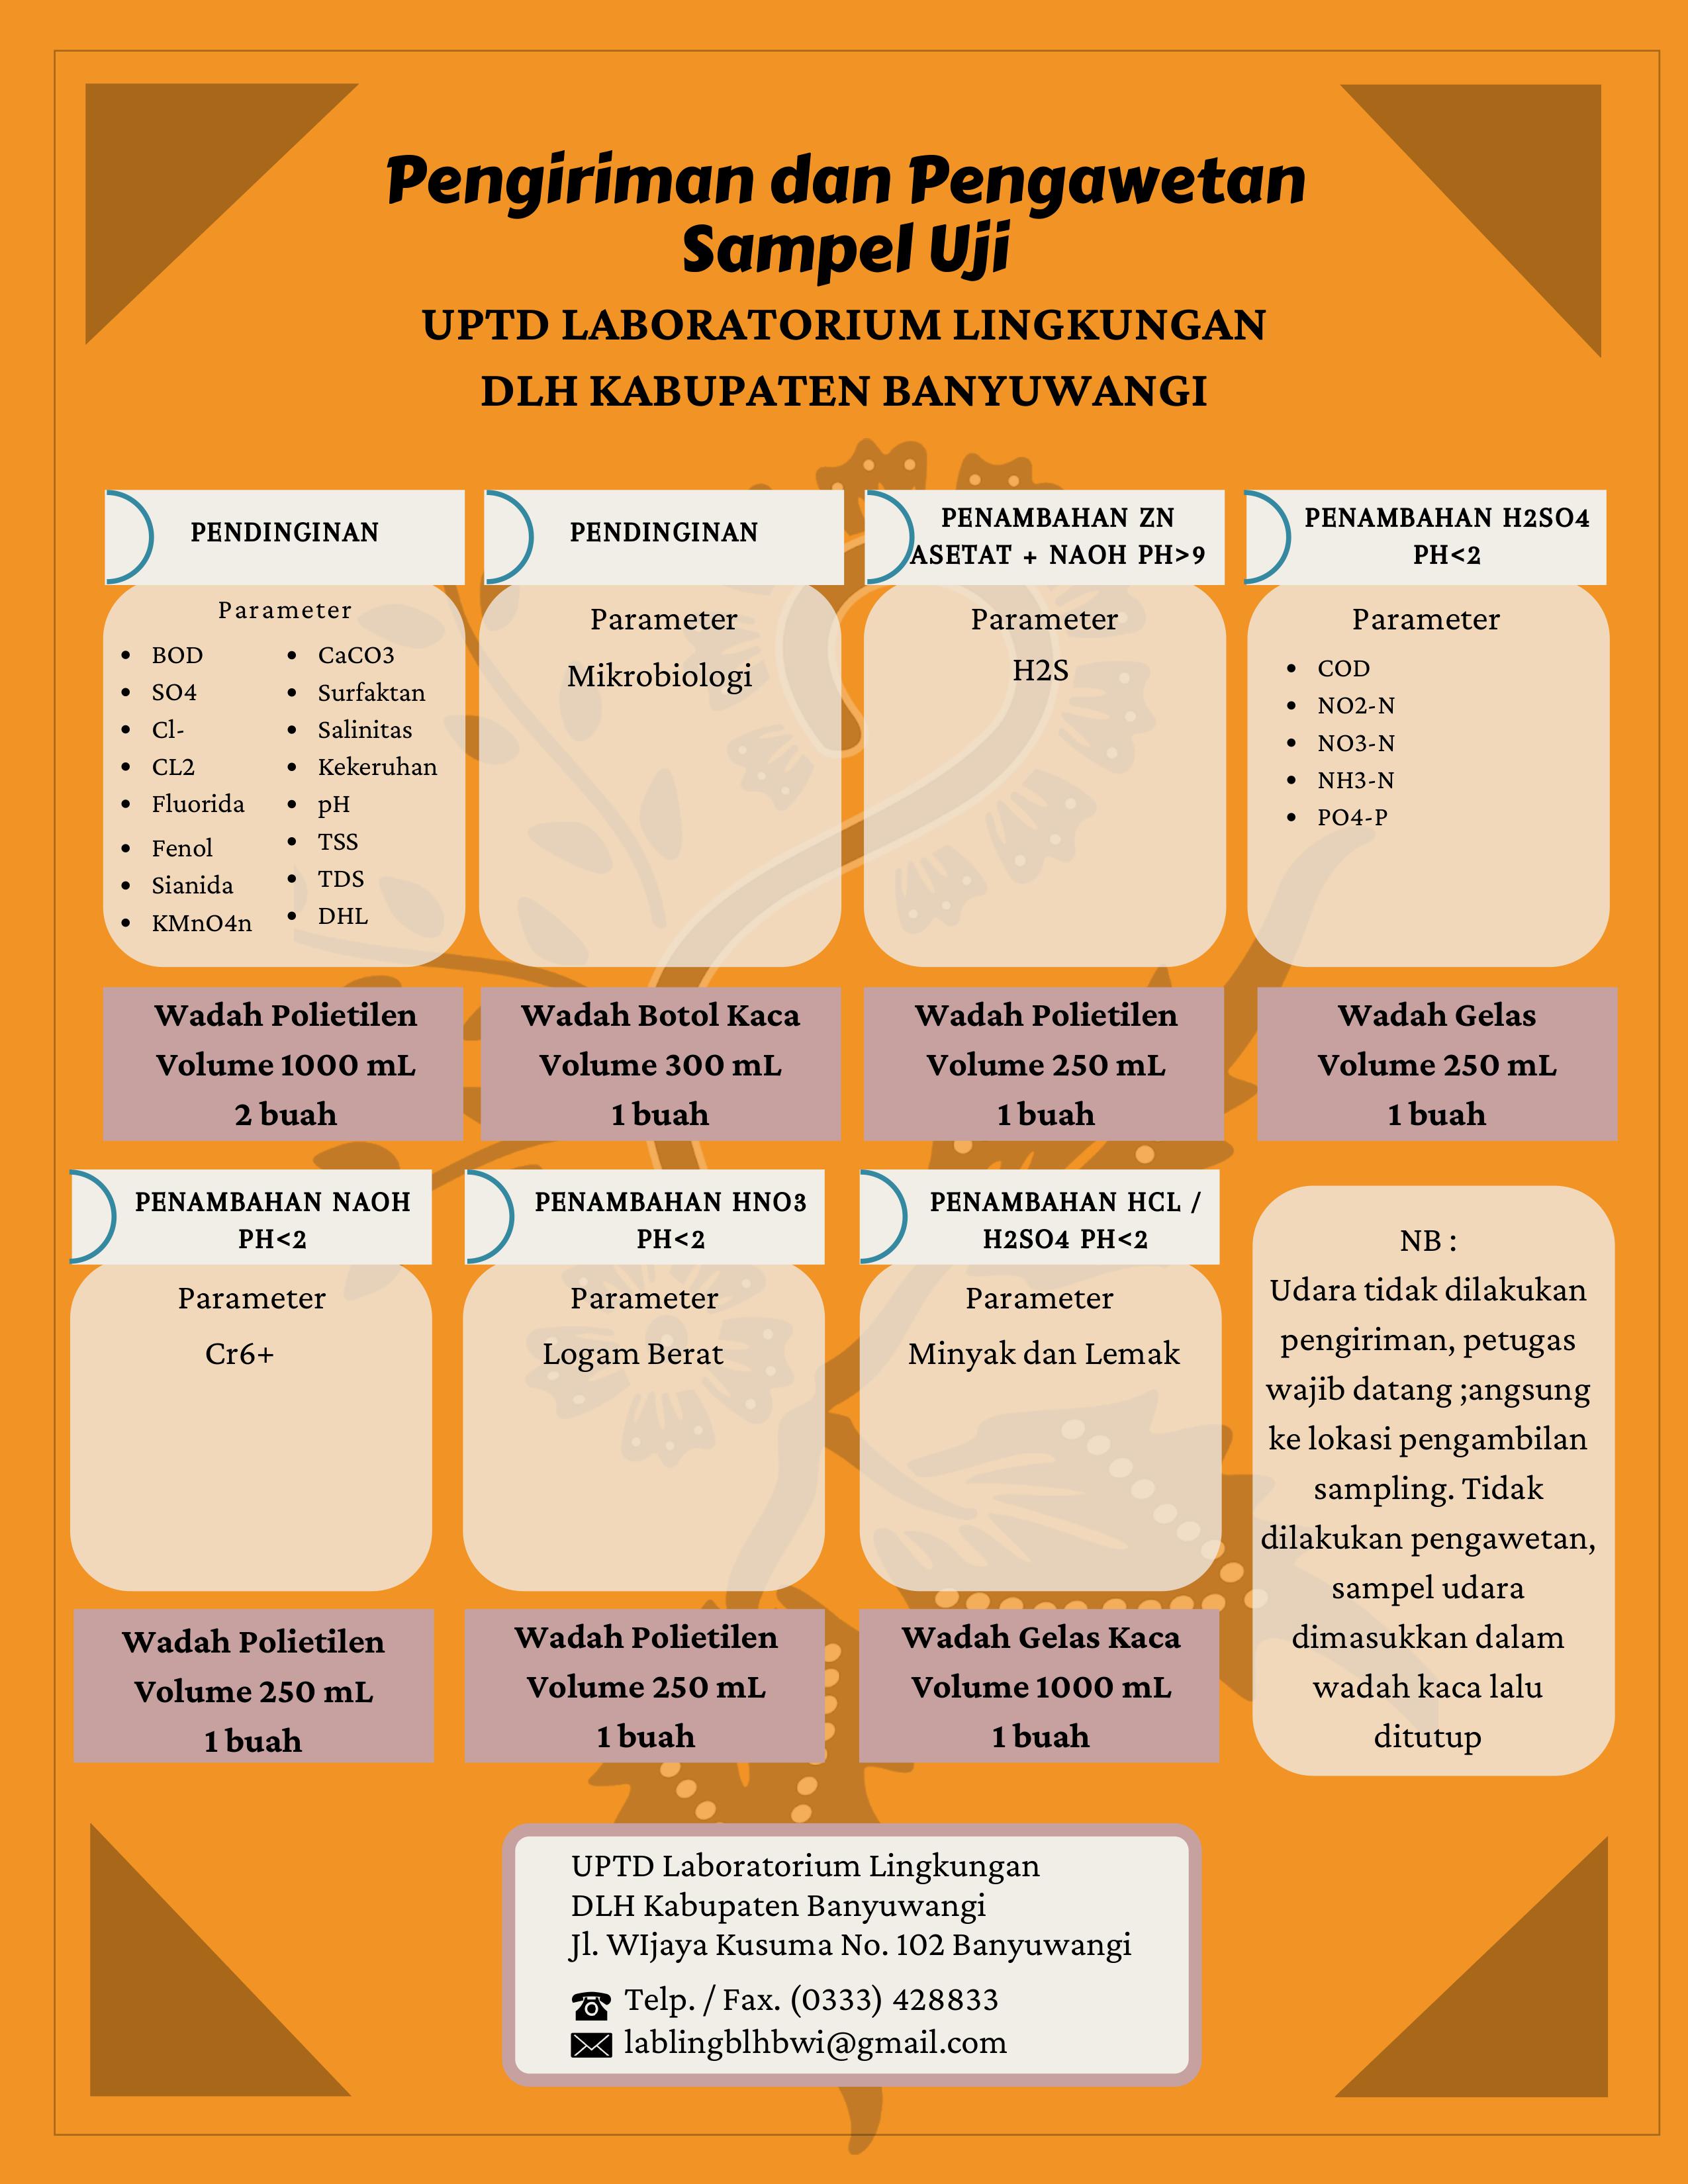 Pengiriman dan Pengawetan
Sampel Uji
UPTD LABORATORIUM LINGKUNGAN
DLH KABUPATEN BANYUWANGI
PENDINGINAN
Parameter
BOD
SO4
Cl-
CL2
Fluorida
Fenol
Sianida
KMnO4n
CaCO3
Surfaktan
Salinitas
Kekeruhan
pH
TSS
TDS
DHL
Wadah Polietilen
Volume 1000 mL
2 buah
PENDINGINAN
Parameter
Mikrobiologi
Wadah Botol Kaca
Volume 300 mL
1 buah
PENAMBAHAN ZN
ASETAT + NAOH PH>9
Parameter
H2S
Wadah Polietilen
Volume 250 mL
1 buah
PENAMBAHAN H2SO4
PH<2
Parameter
COD
NO2-N
NO3-N
NH3-N
PO4-P
Wadah Gelas
Volume 250 mL
1 buah
PENAMBAHAN NAOH
PH<2
Parameter
Cr6+
Wadah Polietilen
Volume 250 mL
1 buah
PENAMBAHAN HNO3
PH<2
Parameter
Logam Berat
Wadah Polietilen
Volume 250 mL
1 buah
PENAMBAHAN HCL /
H2SO4 PH<2
Parameter
Minyak dan Lemak
Wadah Gelas Kaca
Volume 1000 mL
1 buah
NB :
Udara tidak dilakukan
pengiriman, petugas
wajib datang ;angsung
ke lokasi pengambilan
sampling. Tidak
dilakukan pengawetan,
sampel udara
dimasukkan dalam
wadah kaca lalu
ditutup
UPTD Laboratorium Lingkungan
DLH Kabupaten Banyuwangi
Jl. WIjaya Kusuma No. 102 Banyuwangi
Telp. / Fax. (0333) 428833
lablingblhbwi@gmail.com